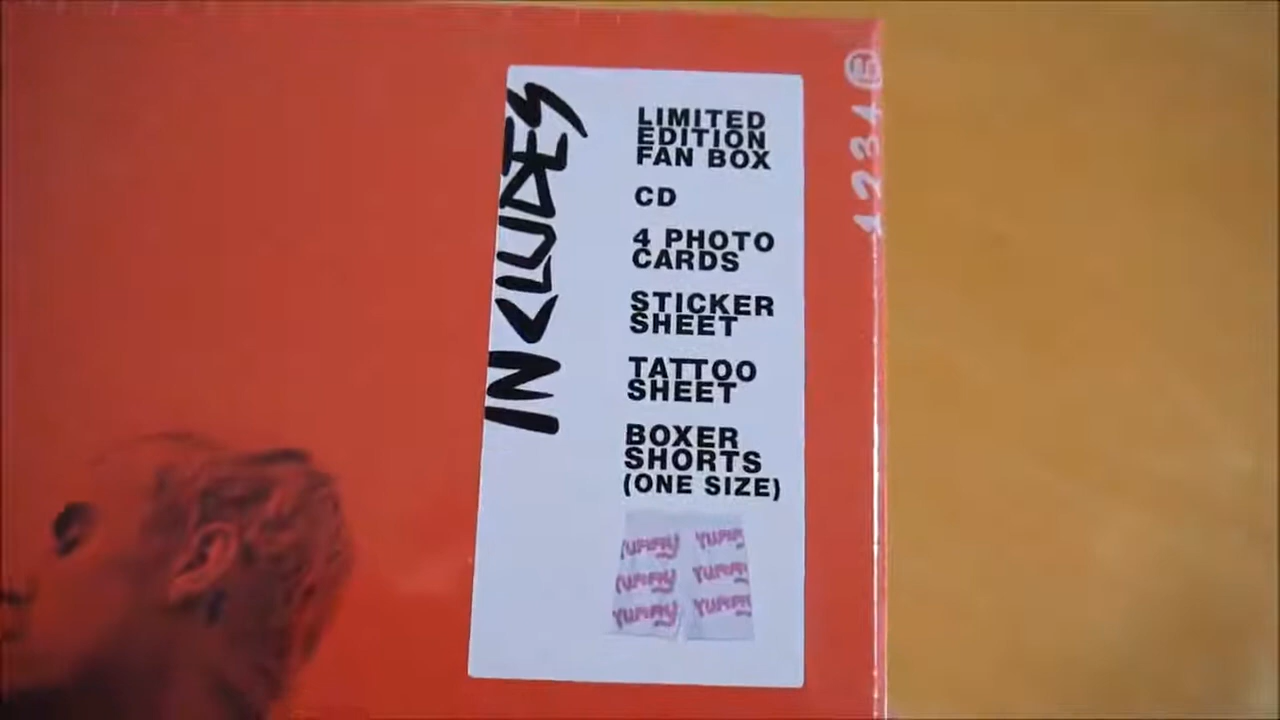 INCLUDES
LIMITED
EDITION
FAN BOX
CD
4 PHOTO
CARDS
STICKER
SHEET
TATTOO
SHEET
BOXER
SHORTS
(ONE SIZE)
YUMMY YUMMY
YUMMY YUMMY
YUMMY YUMMY
12345